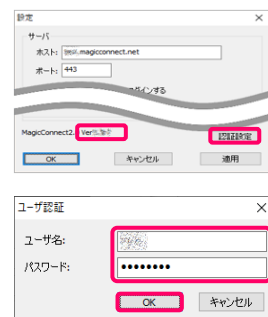 設定
サーバ
ホスト: .magicconnect.net
ポート: 443
グインする
MagicConnect2. Ver
認証設定
OK キャンセル 適用
ユーザ認証
ユーザ名:
パスワード: ••••••••
OK キャンセル